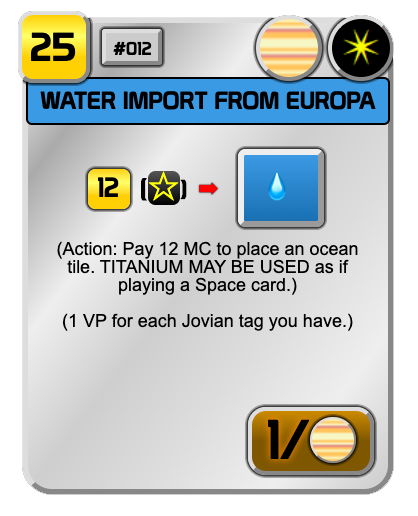 25
#012
WATER IMPORT FROM EUROPA
12 ( )
(Action: Pay 12 MC to place an ocean
tile. TITANIUM MAY BE USED as if
playing a Space card.)
(1 VP for each Jovian tag you have.)
1/